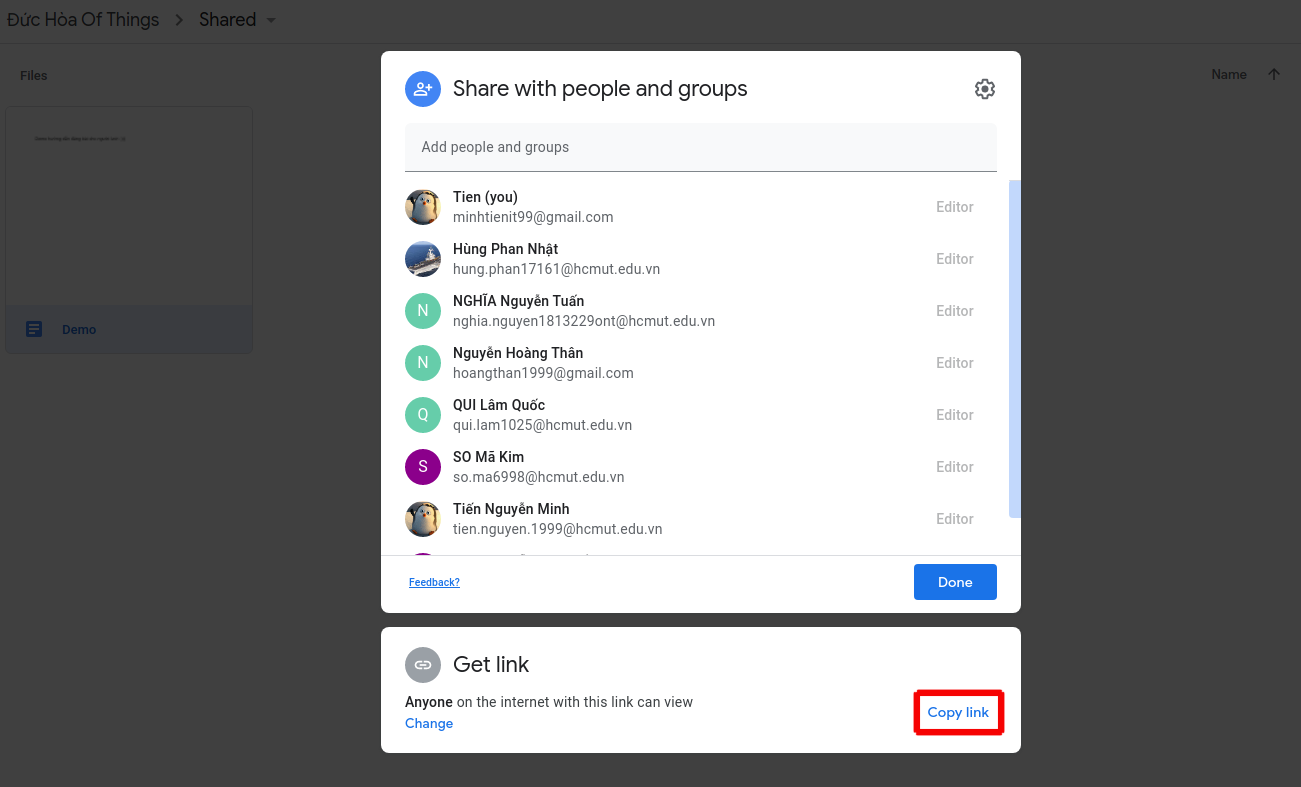 Đức Hòa Of Things > Shared
Files
Name
Demo
Share with people and groups
Add people and groups
Tien (you)
minhtienit99@gmail.com
Editor
Hùng Phan Nhật
hung.phan17161@hcmut.edu.vn
Editor
NGHĨA Nguyễn Tuấn
nghia.nguyen1813229ont@hcmut.edu.vn
Editor
Nguyễn Hoàng Thân
hoangthan1999@gmail.com
Editor
QUI Lâm Quốc
qui.lam1025@hcmut.edu.vn
Editor
SO Mã Kim
so.ma6998@hcmut.edu.vn
Editor
Tiến Nguyễn Minh
tien.nguyen.1999@hcmut.edu.vn
Editor
N
N
Q
S
Feedback?
Done
Get link
Anyone on the internet with this link can view
Change
Copy link